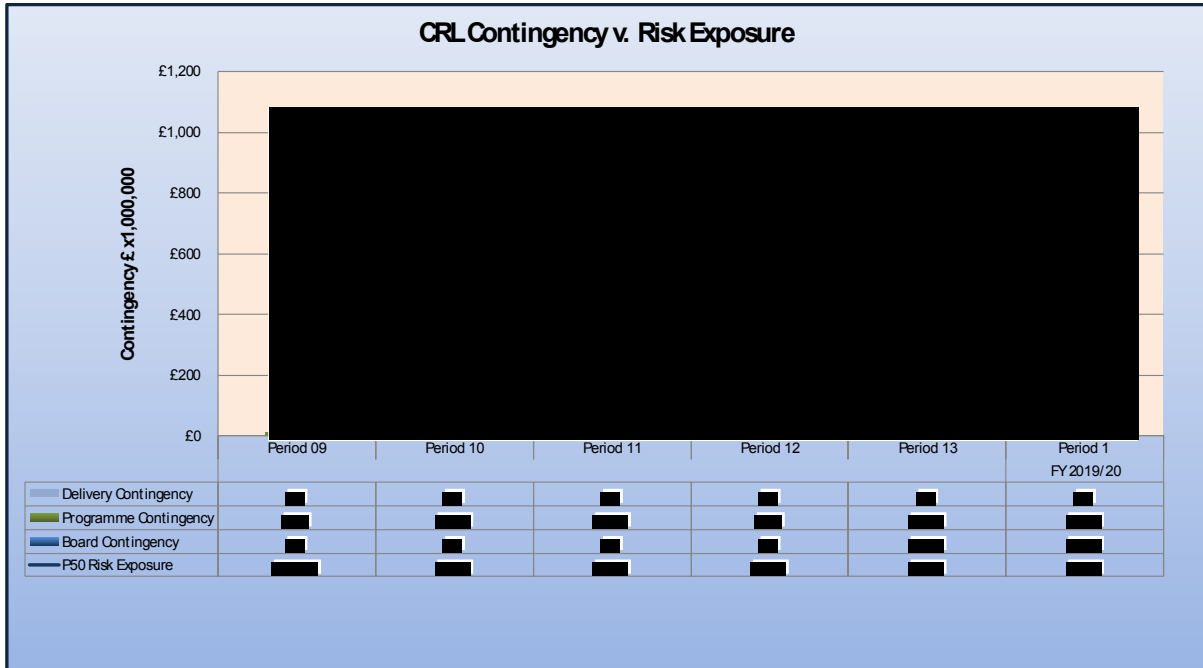 CRL Contingency v. Risk Exposure
£1,200
£1,000
£800
£600
£400
£200
£0
Contingency £ x1,000,000
Period 09 Period 10 Period 11 Period 12 Period 13 Period 1
FY 2019/20
Delivery Contingency
Programme Contingency
Board Contingency
P50 Risk Exposure